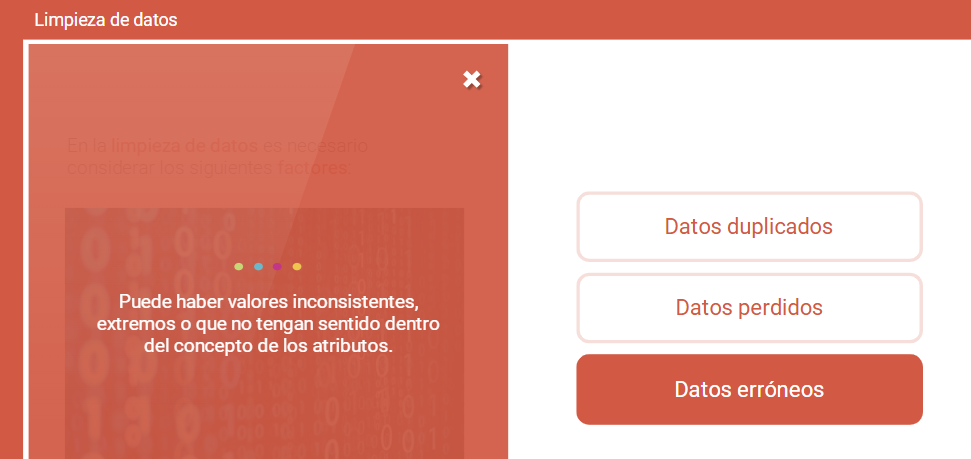 Limpieza de datos
En la limpieza de datos es necesario
considerar los siguientes factores:
Puede haber valores inconsistentes,
extremos o que no tengan sentido dentro
del concepto de los atributos.
Datos duplicados
Datos perdidos
Datos erróneos